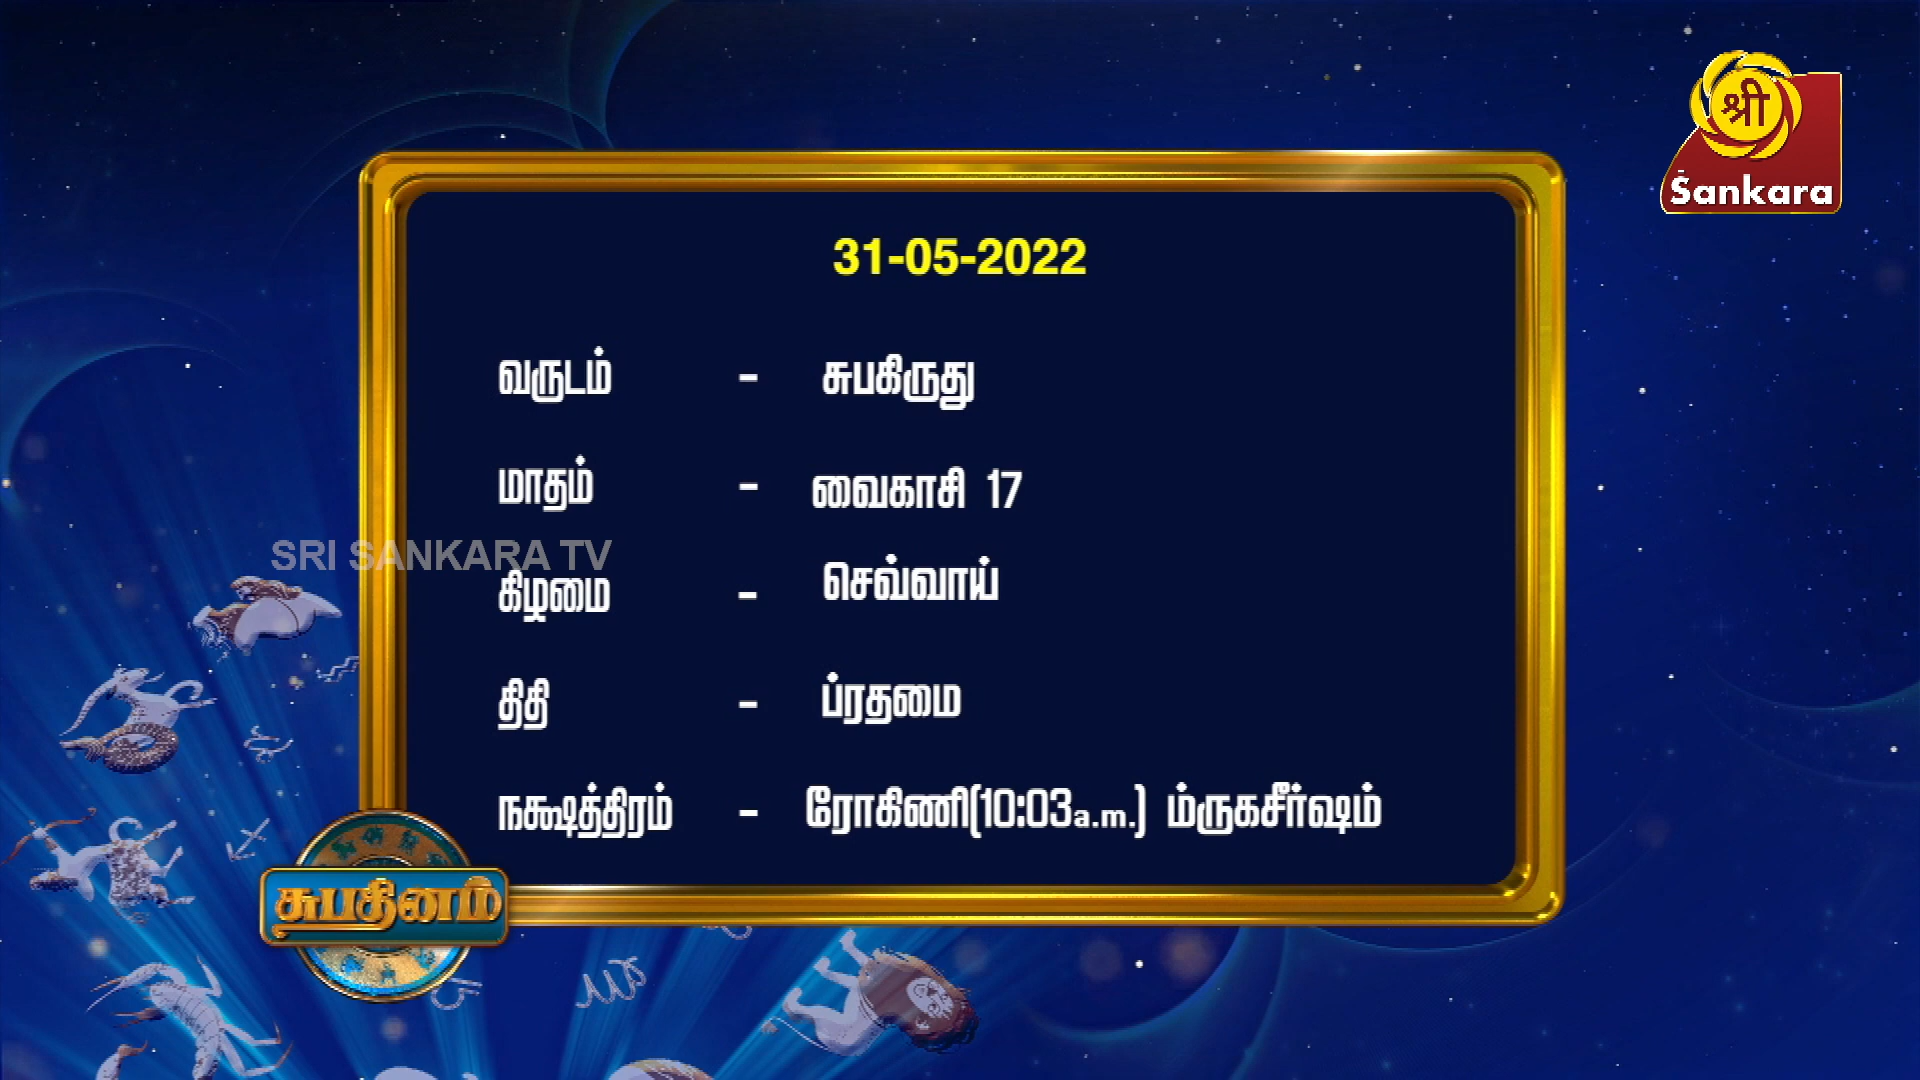 श्री
Sankara
31-05-2022
வருடம் - சுபகிருது
மாதம் - வைகாசி 17
SRI SANKARA TV
கிழமை - செவ்வாய்
திதி - ப்ரதமை
நக்ஷத்திரம் - ரோகிணி(10:03a.m.) ம்ருகசீர்ஷம்
சுபதினம்